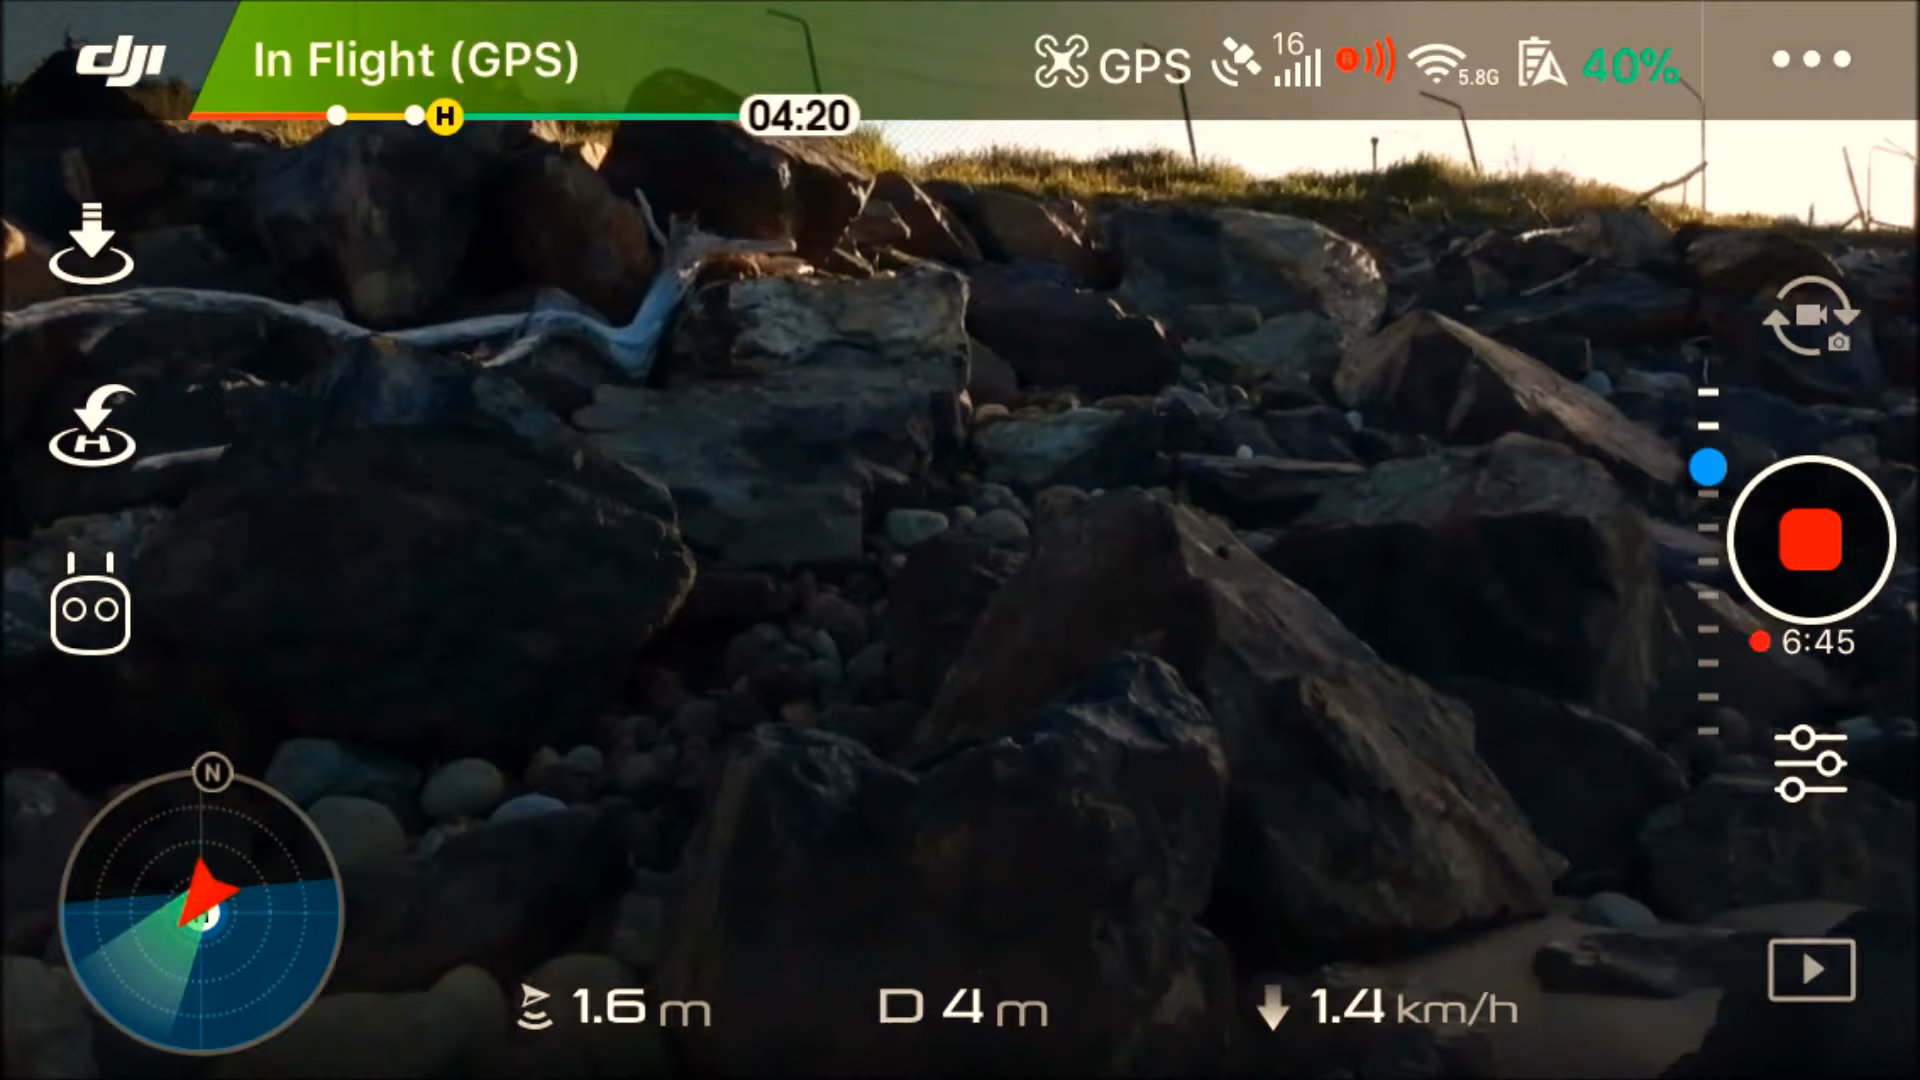 dji
In Flight (GPS)
GPS
16
R
5.8G
40%
H
04:20
H
6:45
N
H
1.6 m
D 4 m
1.4 km/h